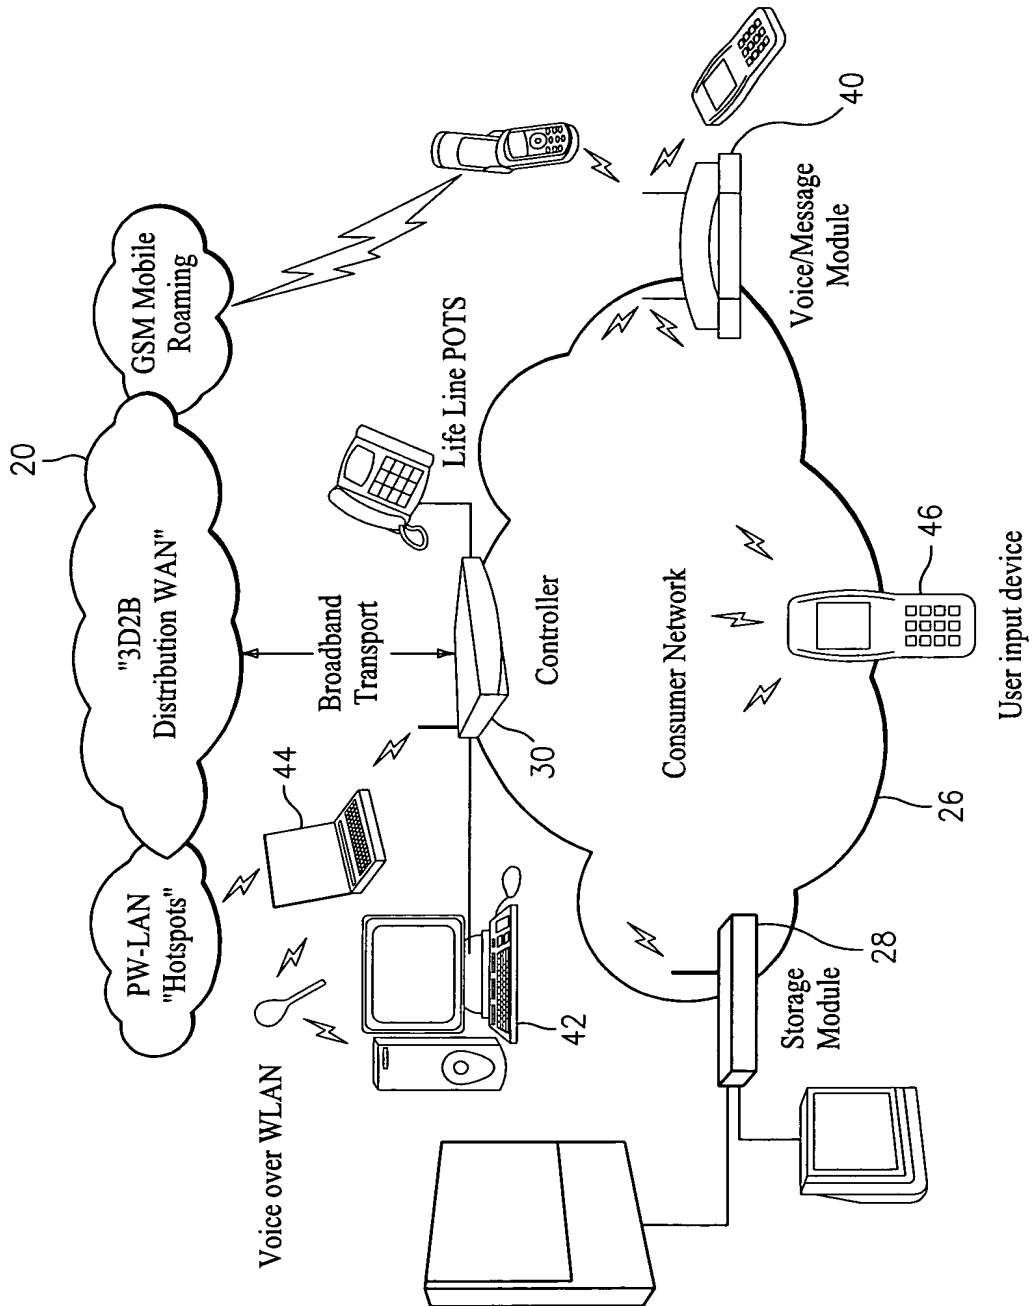 PW-LAN
"Hotspots"
"3D2B
Distribution WAN"
20
GSM Mobile
Roaming
Voice over WLAN
44
Broadband
Transport
Life Line POTS
42
30
Controller
Consumer Network
40
Voice/Message
Module
Storage
Module
28
26
46
User input device